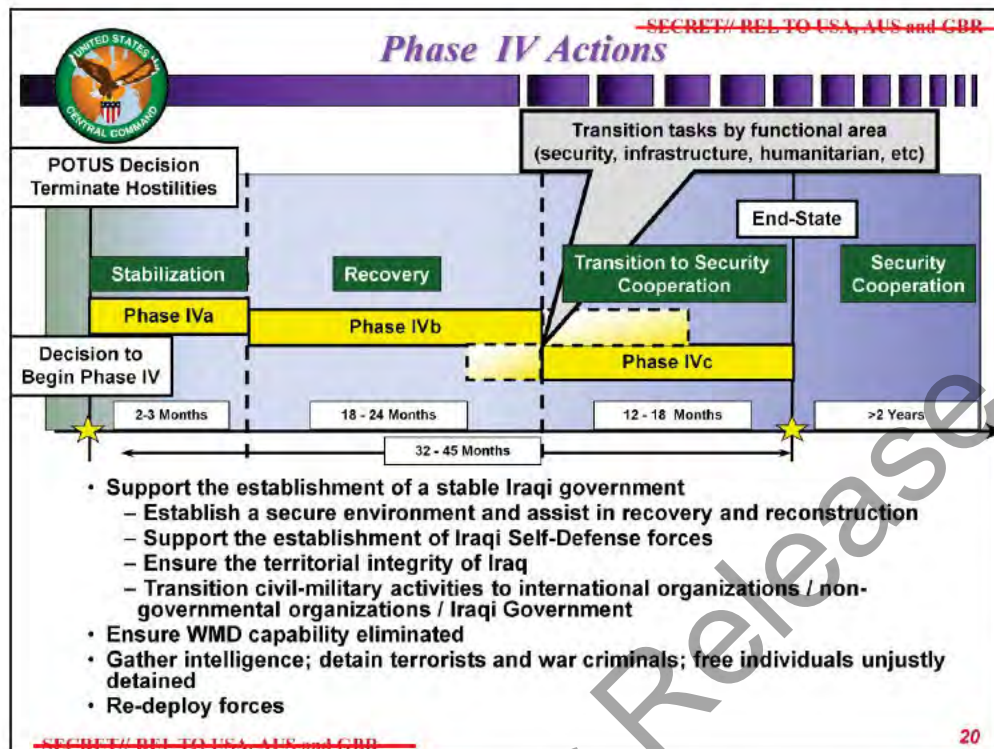 SECRET// REL TO USA, AUS and GBR
Phase IV Actions
UNITED STATES
CENTRAL COMMAND
Transition tasks by functional area
(security, infrastructure, humanitarian, etc)
POTUS Decision
Terminate Hostilities
End-State
Stabilization
Recovery
Transition to Security
Cooperation
Security
Cooperation
Phase IVa
Phase IVb
Phase IVc
Decision to
Begin Phase IV
2-3 Months
18 - 24 Months
12 - 18 Months
>2 Years
32 - 45 Months
• Support the establishment of a stable Iraqi government
– Establish a secure environment and assist in recovery and reconstruction
– Support the establishment of Iraqi Self-Defense forces
– Ensure the territorial integrity of Iraq
– Transition civil-military activities to international organizations / non-
governmental organizations / Iraqi Government
• Ensure WMD capability eliminated
• Gather intelligence; detain terrorists and war criminals; free individuals unjustly
detained
• Re-deploy forces
Release
SECRET// REL TO USA, AUS and GBR
20